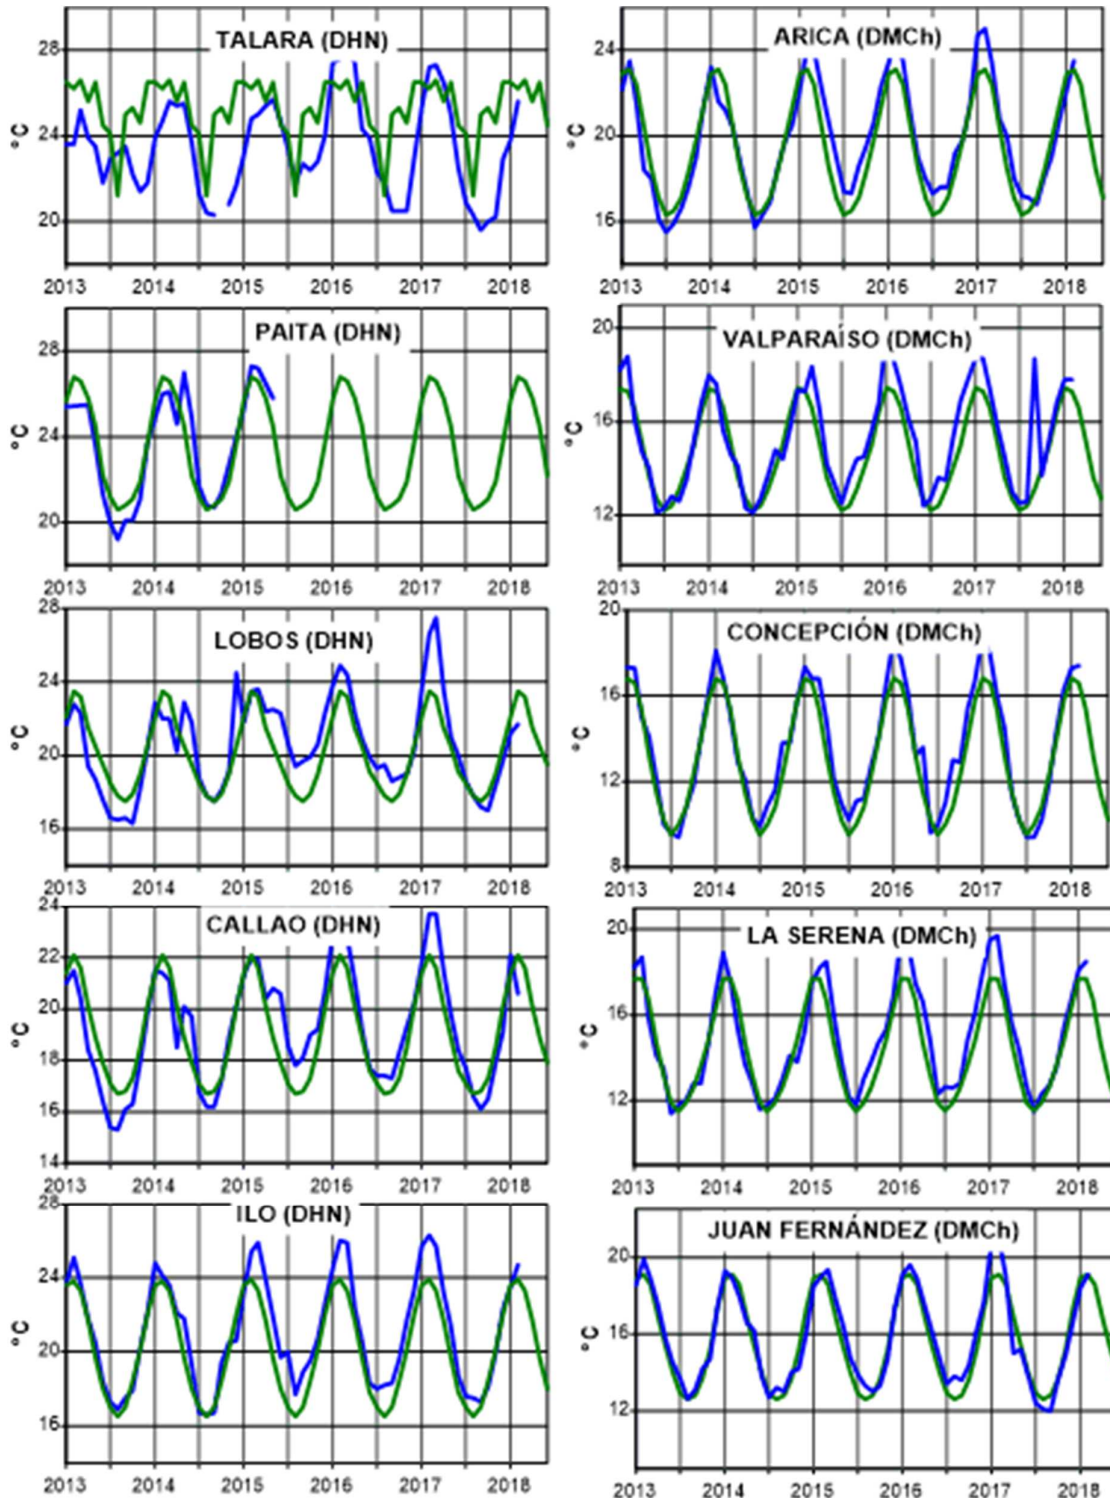 TALARA (DHN)
°C
28
24
20
2013 2014 2015 2016 2017 2018
PAITA (DHN)
°C
28
24
20
2013 2014 2015 2016 2017 2018
LOBOS (DHN)
°C
28
24
20
16
2013 2014 2015 2016 2017 2018
CALLAO (DHN)
°C
24
22
20
18
16
14
2013 2014 2015 2016 2017 2018
ILO (DHN)
°C
28
24
20
16
2013 2014 2015 2016 2017 2018
ARICA (DMCh)
°C
24
20
16
2013 2014 2015 2016 2017 2018
VALPARAÍSO (DMCh)
°C
20
16
12
2013 2014 2015 2016 2017 2018
CONCEPCIÓN (DMCh)
°C
20
16
12
8
2013 2014 2015 2016 2017 2018
LA SERENA (DMCh)
°C
20
16
12
2013 2014 2015 2016 2017 2018
JUAN FERNÁNDEZ (DMCh)
°C
20
16
12
2013 2014 2015 2016 2017 2018